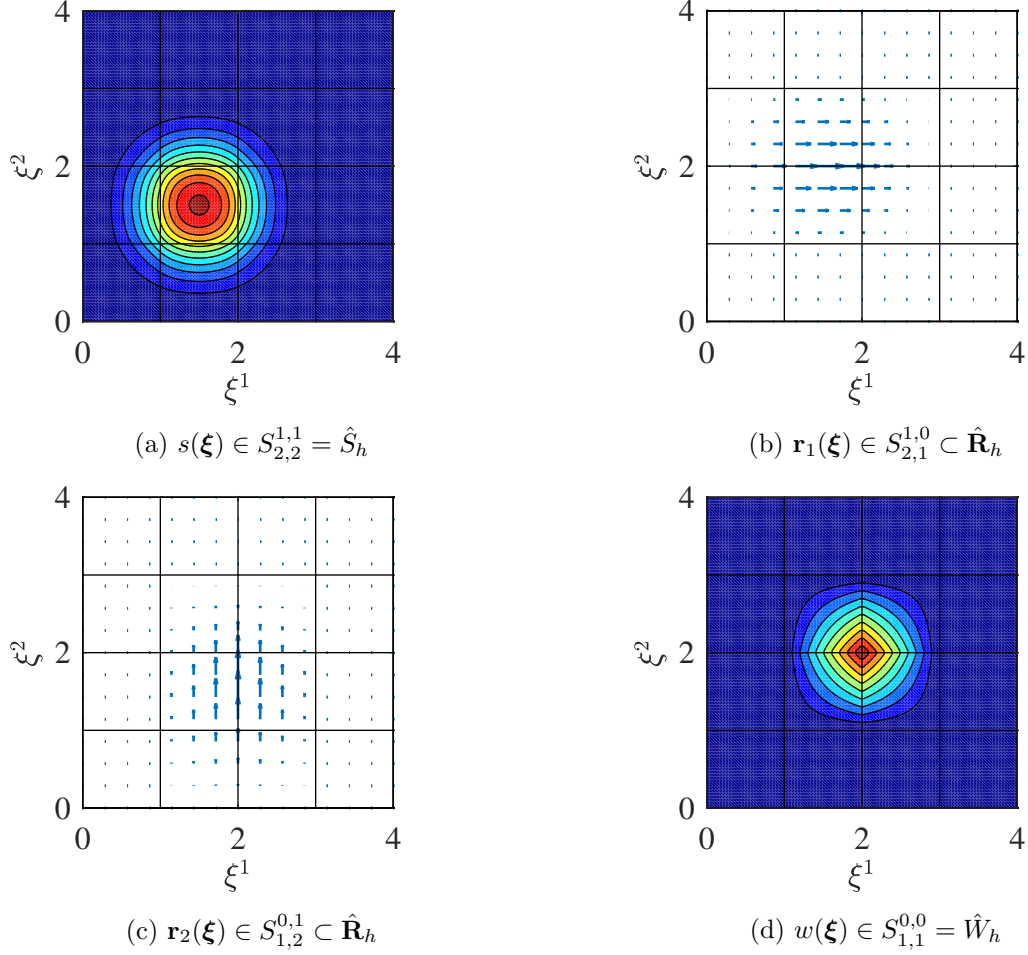 4
ξ²
2
0
0 2 4
ξ¹
(a) s(ξ) ∈ S^{1,1}_{2,2} = Ŝ_h
4
ξ²
2
0
0 2 4
ξ¹
(b) r₁(ξ) ∈ S^{1,0}_{2,1} ⊂ R̂_h
4
ξ²
2
0
0 2 4
ξ¹
(c) r₂(ξ) ∈ S^{0,1}_{1,2} ⊂ R̂_h
4
ξ²
2
0
0 2 4
ξ¹
(d) w(ξ) ∈ S^{0,0}_{1,1} = Ŵ_h